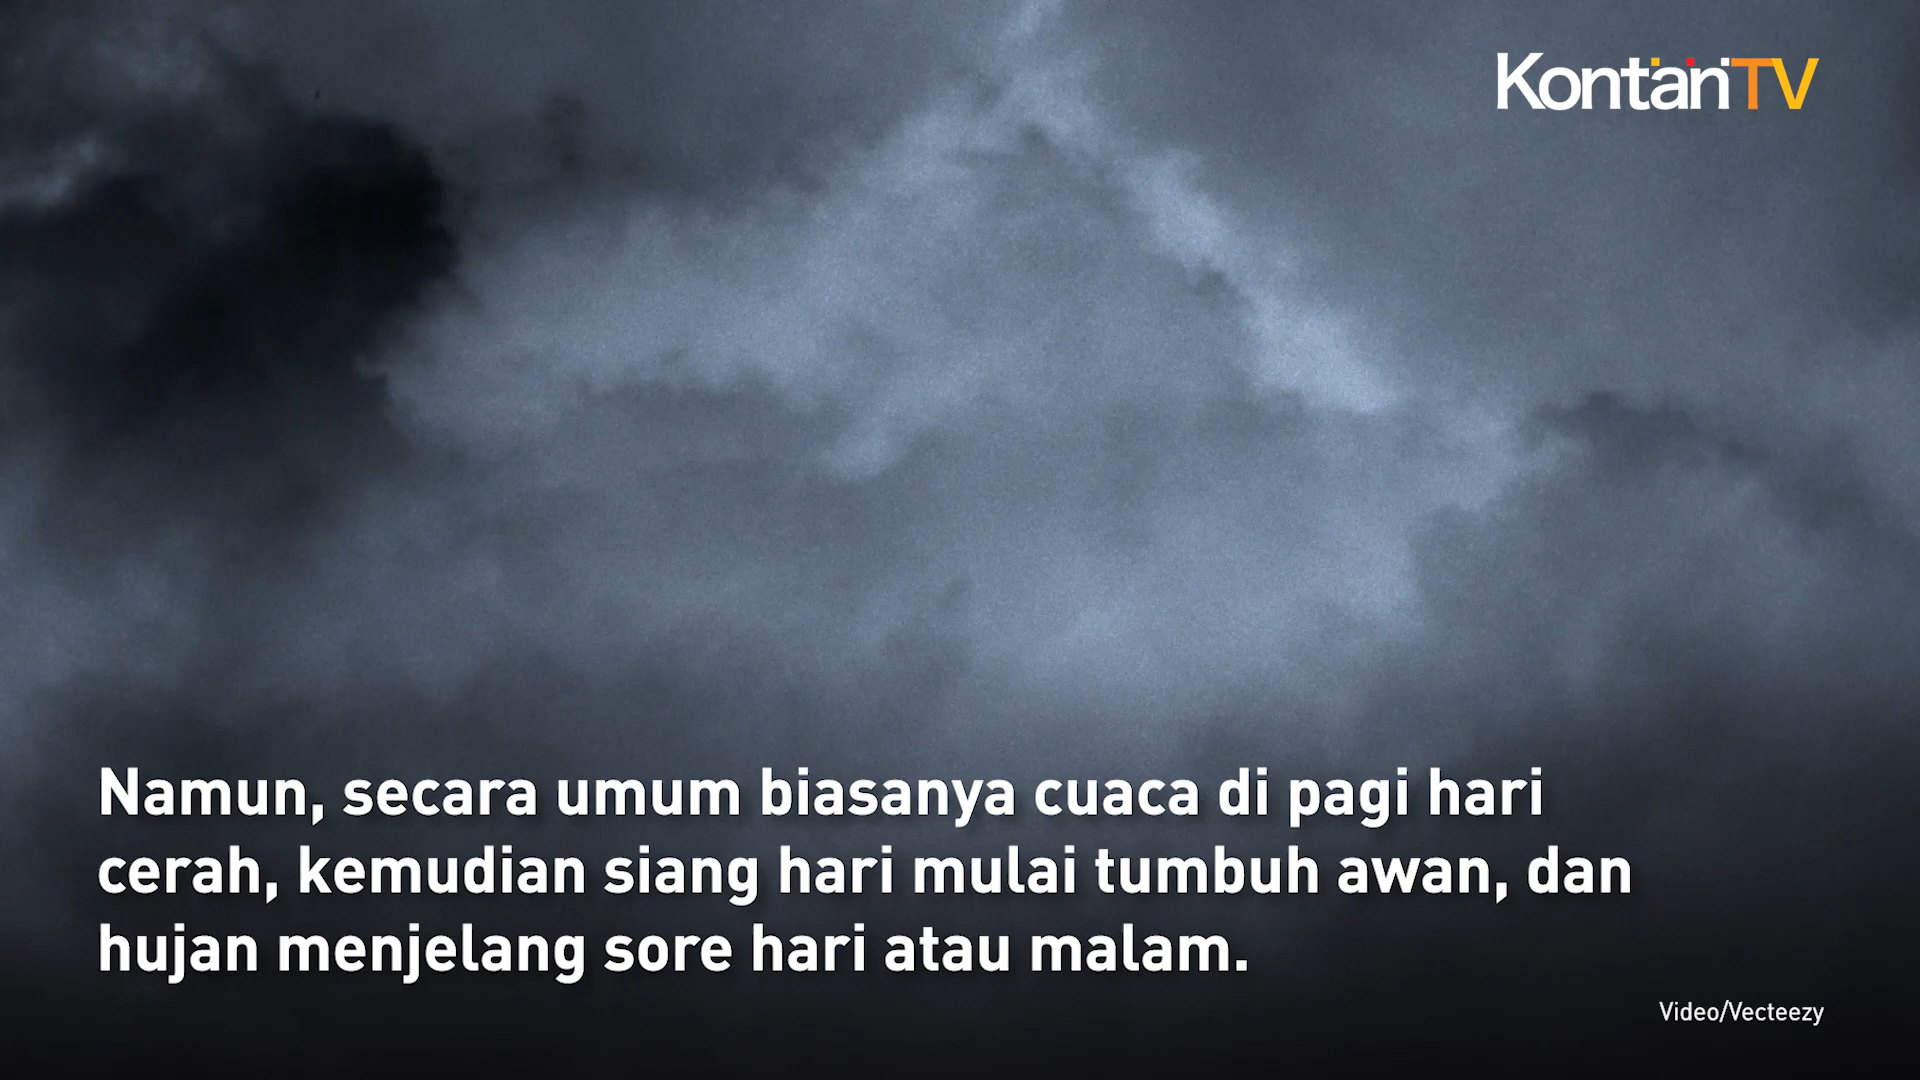 KontanTV
Namun, secara umum biasanya cuaca di pagi hari
cerah, kemudian siang hari mulai tumbuh awan, dan
hujan menjelang sore hari atau malam.
Video/Vecteezy